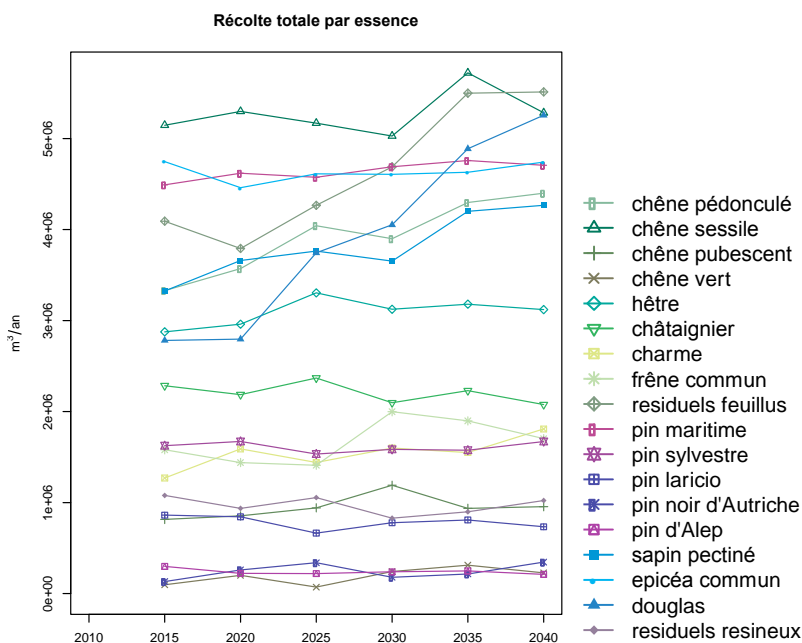 Récolte totale par essence
5e+06
4e+06
3e+06
2e+06
1e+06
0e+00
m³/an
2010 2015 2020 2025 2030 2035 2040
chêne pédonculé
chêne sessile
chêne pubescent
chêne vert
hêtre
châtaignier
charme
frêne commun
residuels feuillus
pin maritime
pin sylvestre
pin laricio
pin noir d'Autriche
pin d'Alep
sapin pectiné
epicéa commun
douglas
residuels resineux